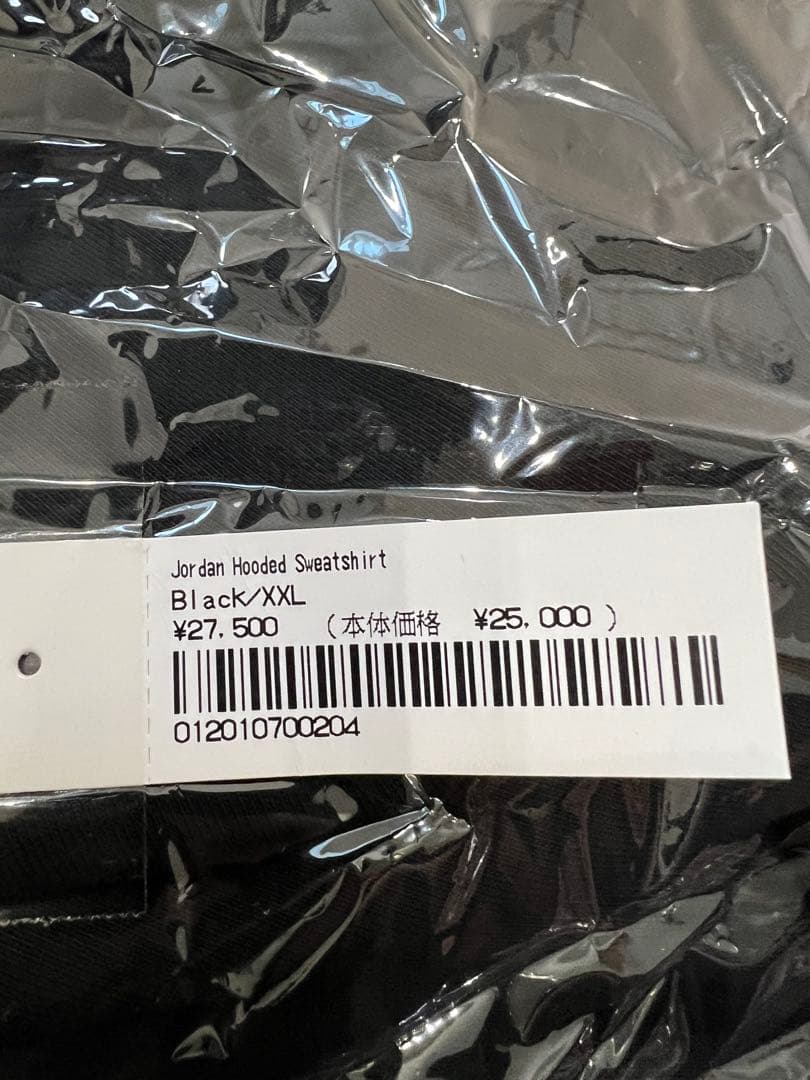 Jordan Hooded Sweatshirt
Black/XXL
¥27,500 (本体価格 ¥25,000 )
012010700204